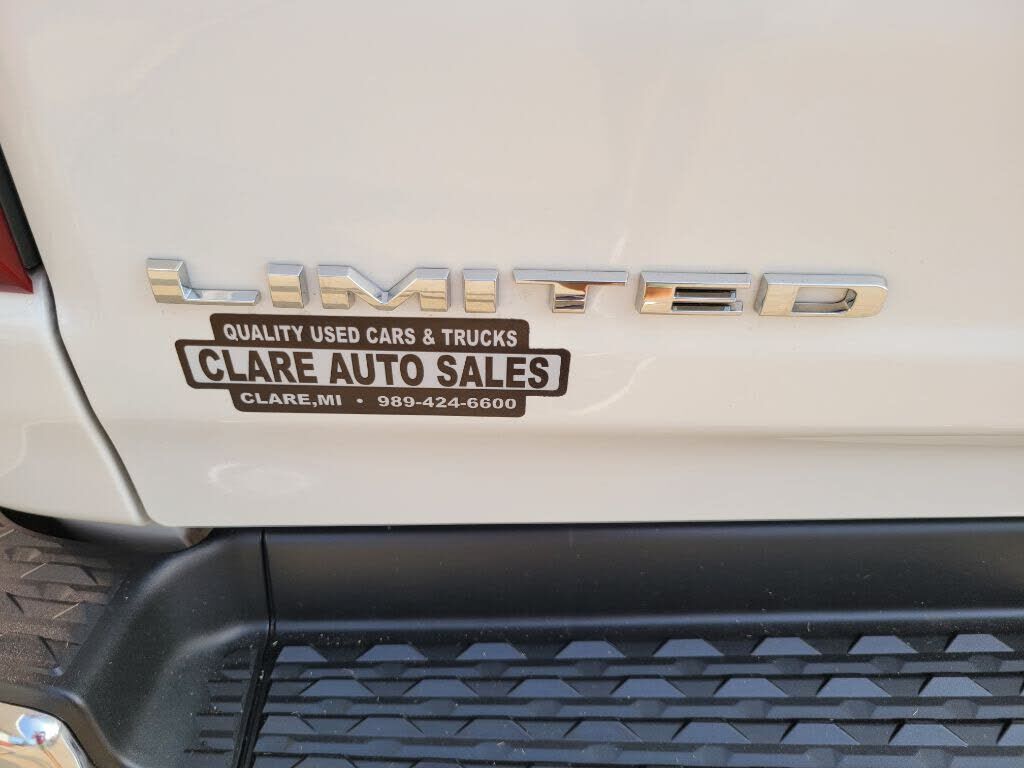 LIMITED
QUALITY USED CARS & TRUCKS
CLARE AUTO SALES
CLARE,MI • 989-424-6600